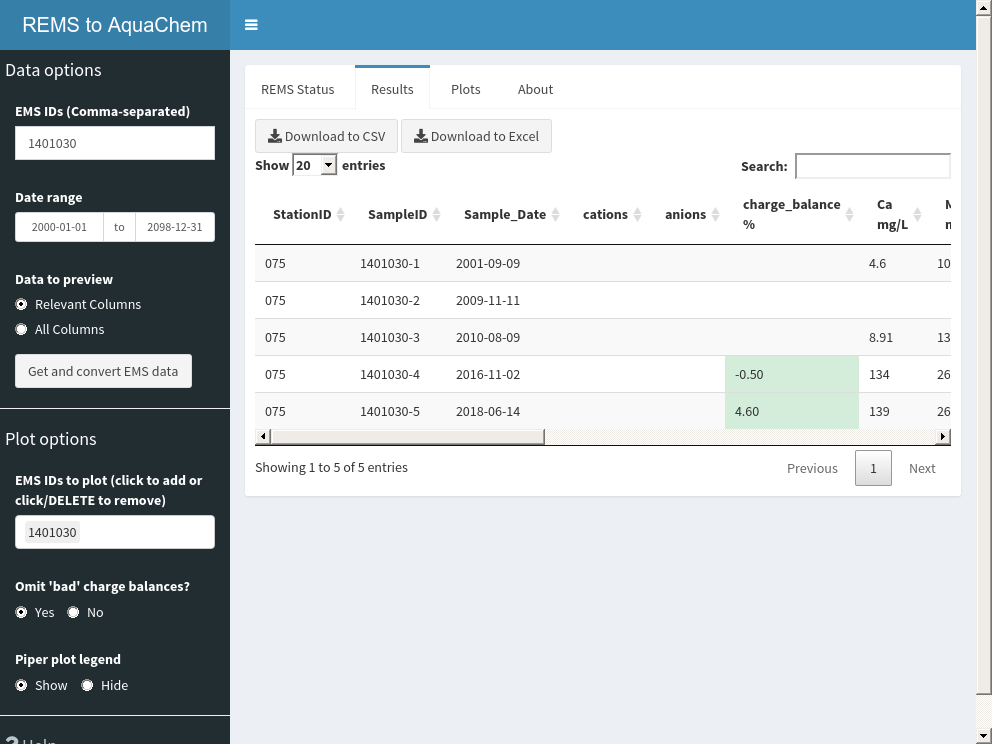 REMS to AquaChem
Data options
EMS IDs (Comma-separated)
1401030
Date range
2000-01-01 to 2098-12-31
Data to preview
Relevant Columns
All Columns
Get and convert EMS data
Plot options
EMS IDs to plot (click to add or
click/DELETE to remove)
1401030
Omit 'bad' charge balances?
Yes No
Piper plot legend
Show Hide
REMS Status Results Plots About
Download to CSV Download to Excel
Show 20 entries Search:
StationID SampleID Sample_Date cations anions charge_balance % Ca mg/L
075 1401030-1 2001-09-09 4.6 10
075 1401030-2 2009-11-11
075 1401030-3 2010-08-09 8.91 13
075 1401030-4 2016-11-02 -0.50 134 26
075 1401030-5 2018-06-14 4.60 139 26
Showing 1 to 5 of 5 entries Previous 1 Next